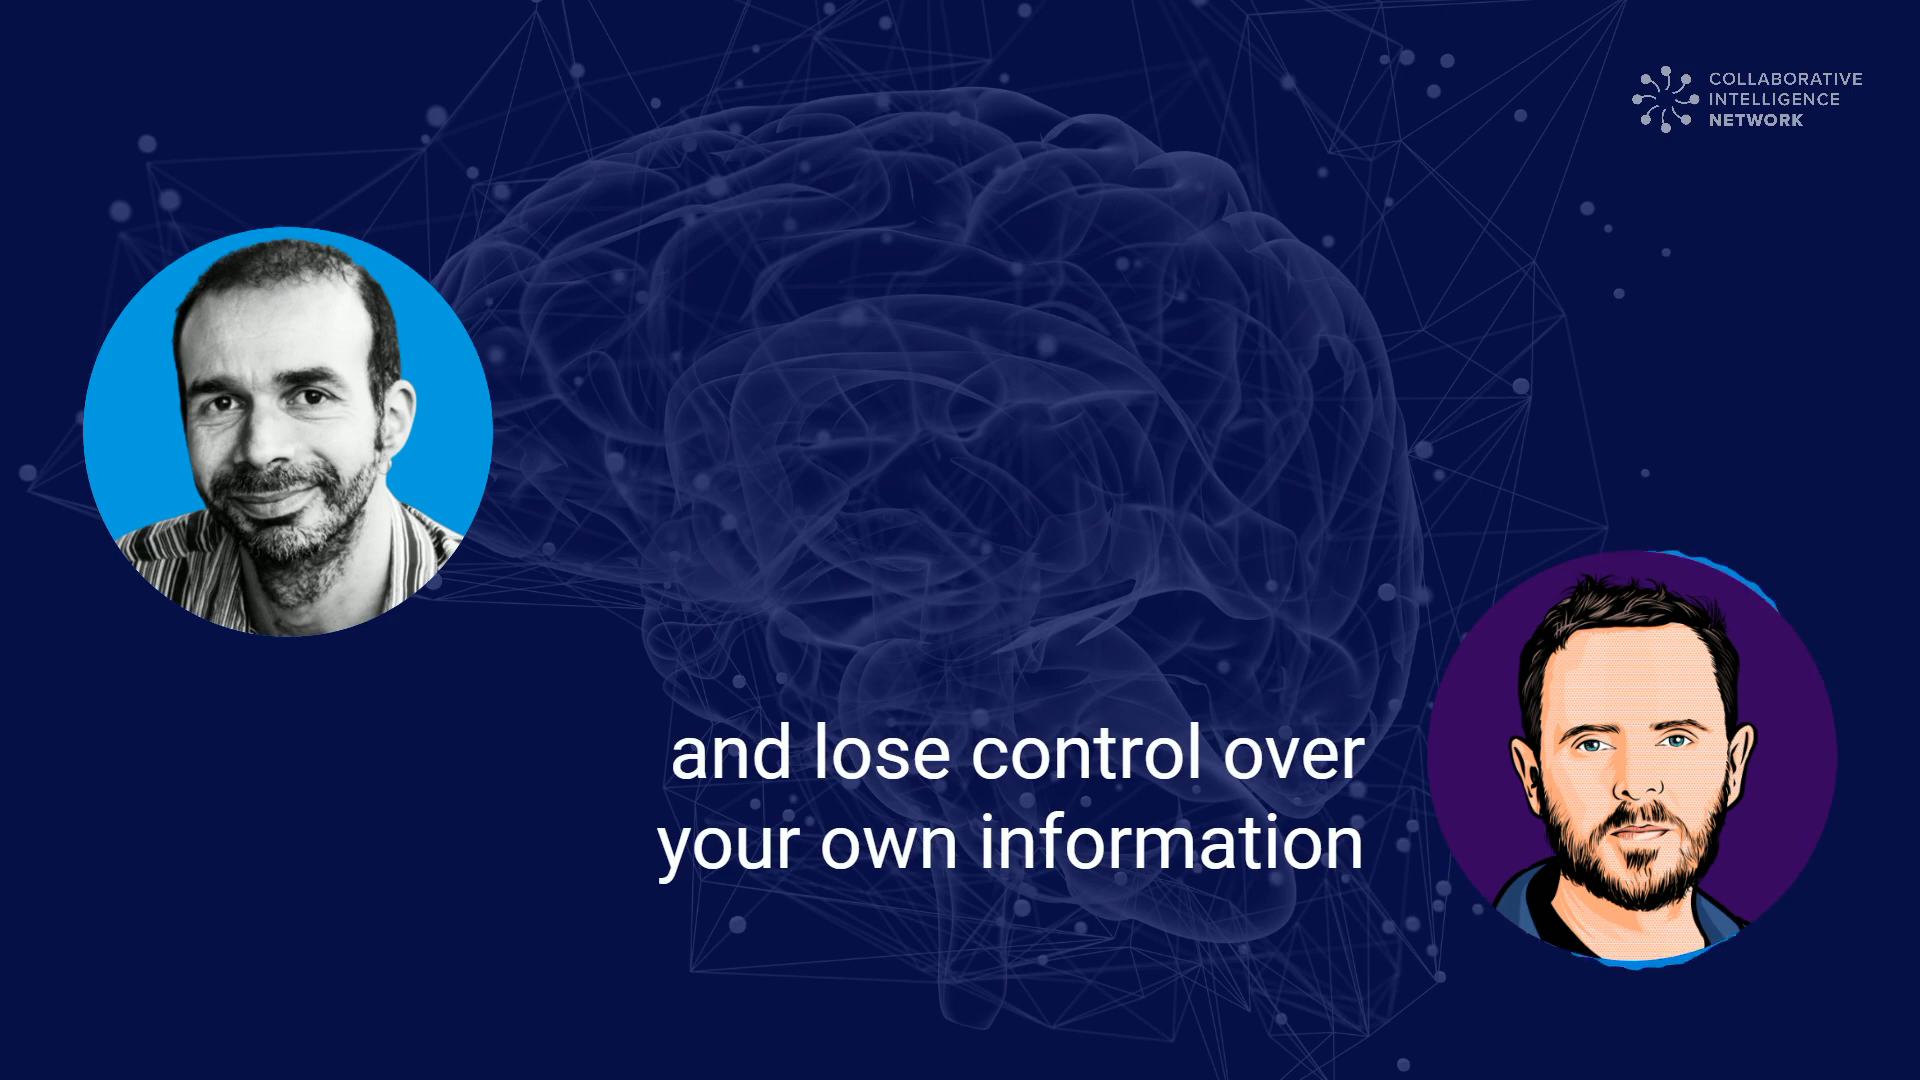 COLLABORATIVE
INTELLIGENCE
NETWORK
and lose control over
your own information